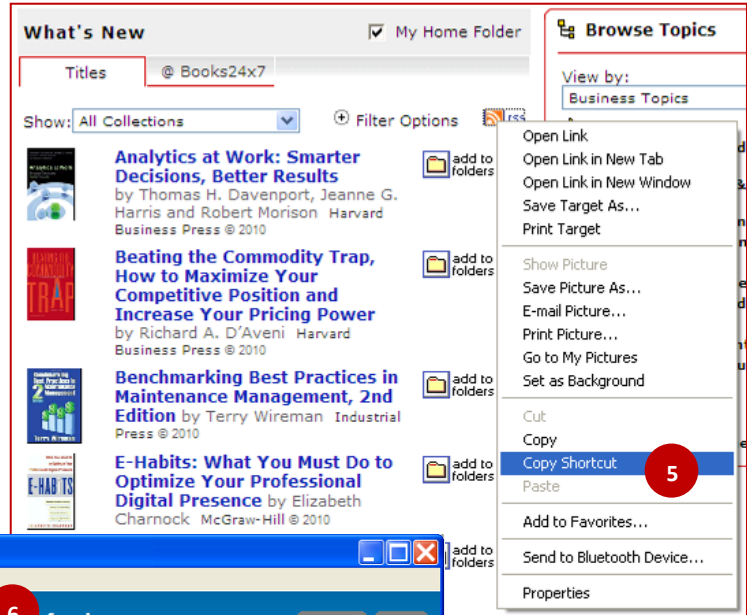 What's New
My Home Folder
Titles
@ Books24x7
Show: All Collections
Filter Options
rss
Analytics at Work: Smarter
Decisions, Better Results
by Thomas H. Davenport, Jeanne G.
Harris and Robert Morison Harvard
Business Press © 2010
add to
folders
Beating the Commodity Trap,
How to Maximize Your
Competitive Position and
Increase Your Pricing Power
by Richard A. D'Aveni Harvard
Business Press © 2010
add to
folders
TRAP
Benchmarking Best Practices in
Maintenance Management, 2nd
Edition by Terry Wireman Industrial
Press © 2010
add to
folders
Terry Wireman
E-Habits: What You Must Do to
Optimize Your Professional
Digital Presence by Elizabeth
Charnock McGraw-Hill © 2010
add to
folders
E-HABITS
add to
folders
Browse Topics
View by:
Business Topics
Open Link
Open Link in New Tab
Open Link in New Window
Save Target As...
Print Target
Show Picture
Save Picture As...
E-mail Picture...
Print Picture...
Go to My Pictures
Set as Background
Cut
Copy
Copy Shortcut
5
Paste
Add to Favorites...
Send to Bluetooth Device...
Properties
6